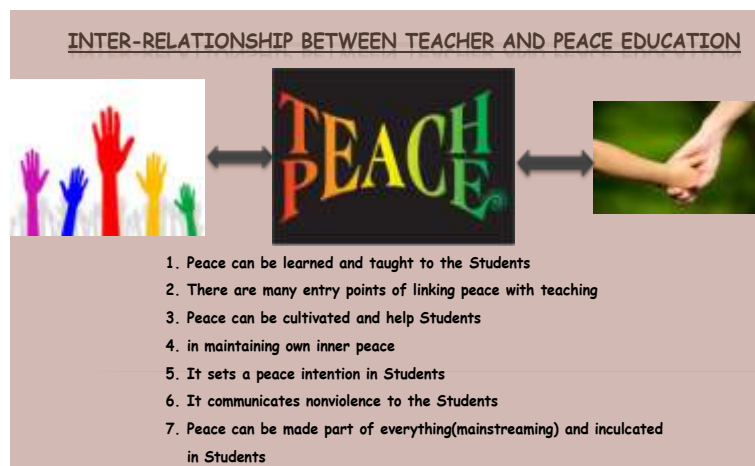 INTER-RELATIONSHIP BETWEEN TEACHER AND PEACE EDUCATION
TEACH
PEACE
1. Peace can be learned and taught to the Students
2. There are many entry points of linking peace with teaching
3. Peace can be cultivated and help Students
4. in maintaining own inner peace
5. It sets a peace intention in Students
6. It communicates nonviolence to the Students
7. Peace can be made part of everything(mainstreaming) and inculcated
in Students